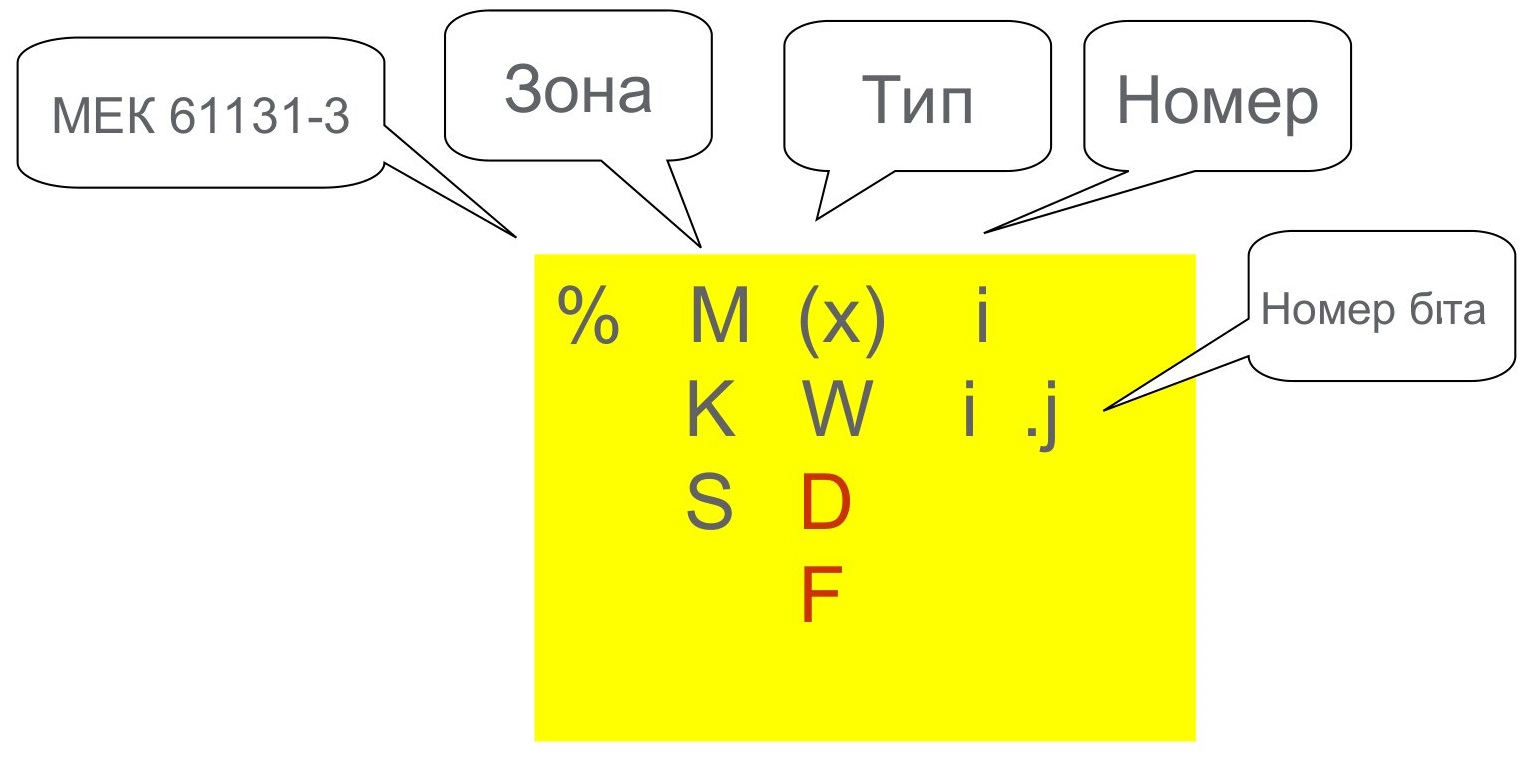 МЕК 61131-3
Зона
Тип
Номер
Номер біта
% M (x) i
K W i .j
S D
F